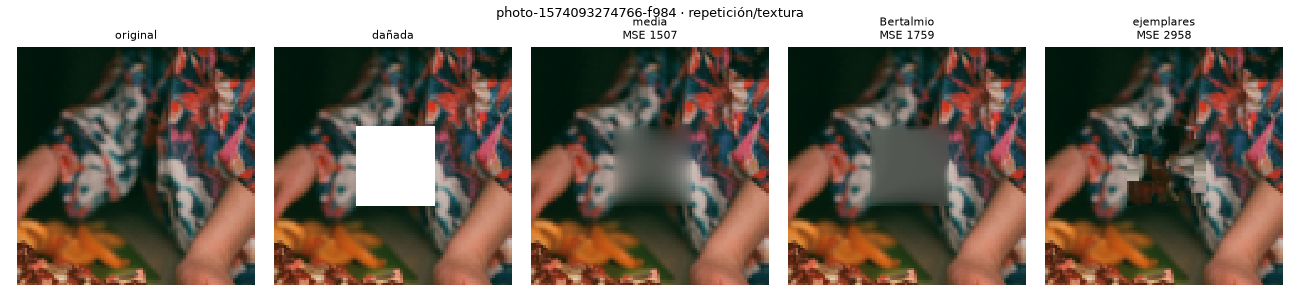 photo-1574093274766-f984 · repetición/textura
original
dañada
media
MSE 1507
Bertalmio
MSE 1759
ejemplares
MSE 2958